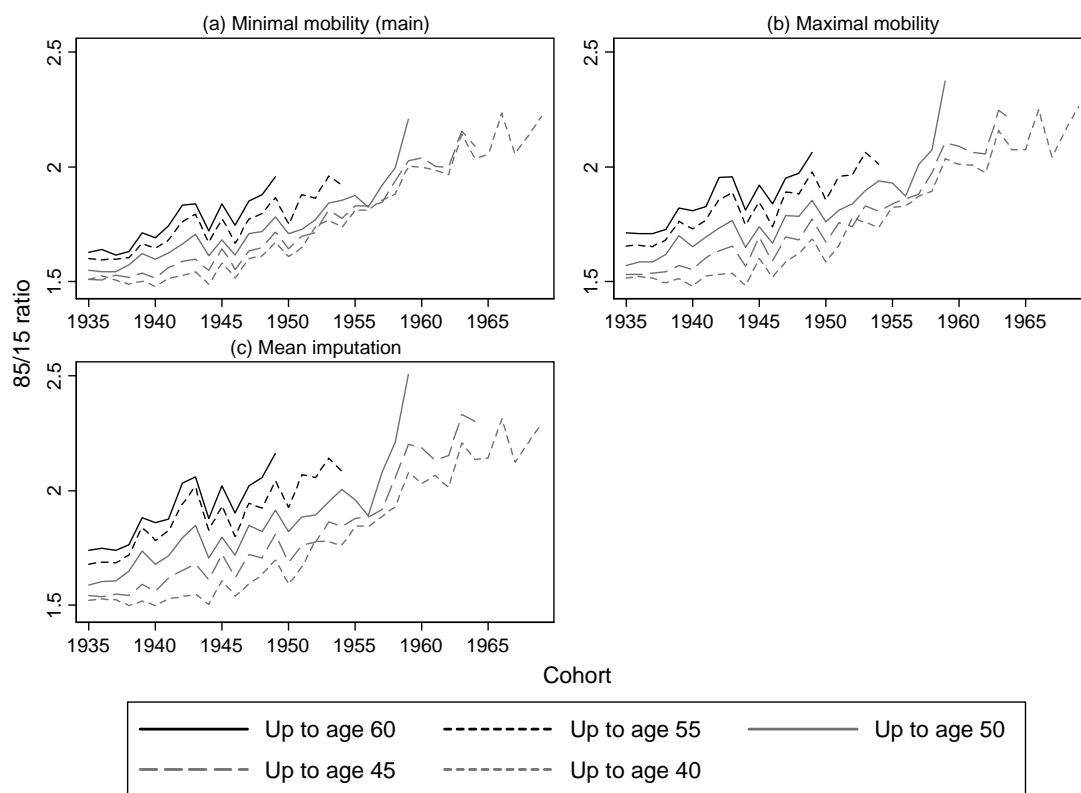 (a) Minimal mobility (main)
(b) Maximal mobility
2.5
2
1.5
1935 1940 1945 1950 1955 1960 1965
2.5
2
1.5
1935 1940 1945 1950 1955 1960 1965
(c) Mean imputation
2.5
2
1.5
1935 1940 1945 1950 1955 1960 1965
85/15 ratio
Cohort
Up to age 60 Up to age 55 Up to age 50
Up to age 45 Up to age 40